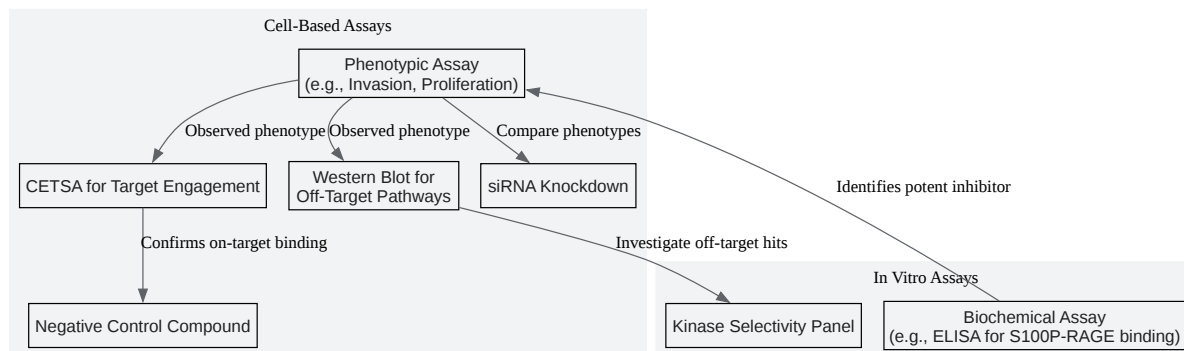 Cell-Based Assays
Phenotypic Assay
(e.g., Invasion, Proliferation)
Observed phenotype
Observed phenotype
Compare phenotypes
CETSA for Target Engagement
Western Blot for
Off-Target Pathways
siRNA Knockdown
Identifies potent inhibitor
Confirms on-target binding
Investigate off-target hits
In Vitro Assays
Negative Control Compound
Kinase Selectivity Panel
Biochemical Assay
(e.g., ELISA for S100P-RAGE binding)